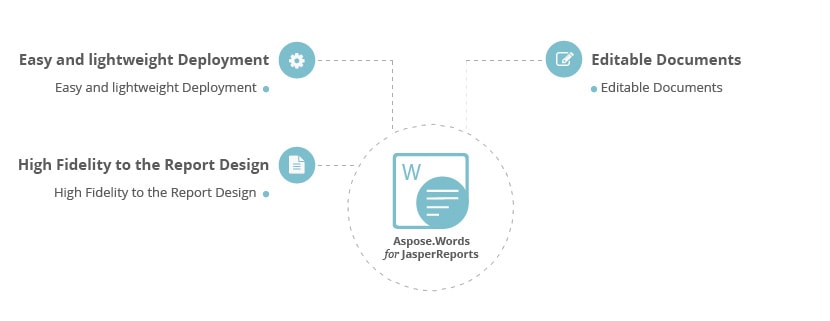 Easy and lightweight Deployment
Easy and lightweight Deployment
High Fidelity to the Report Design
High Fidelity to the Report Design
Editable Documents
Editable Documents
W
Aspose.Words
for JasperReports